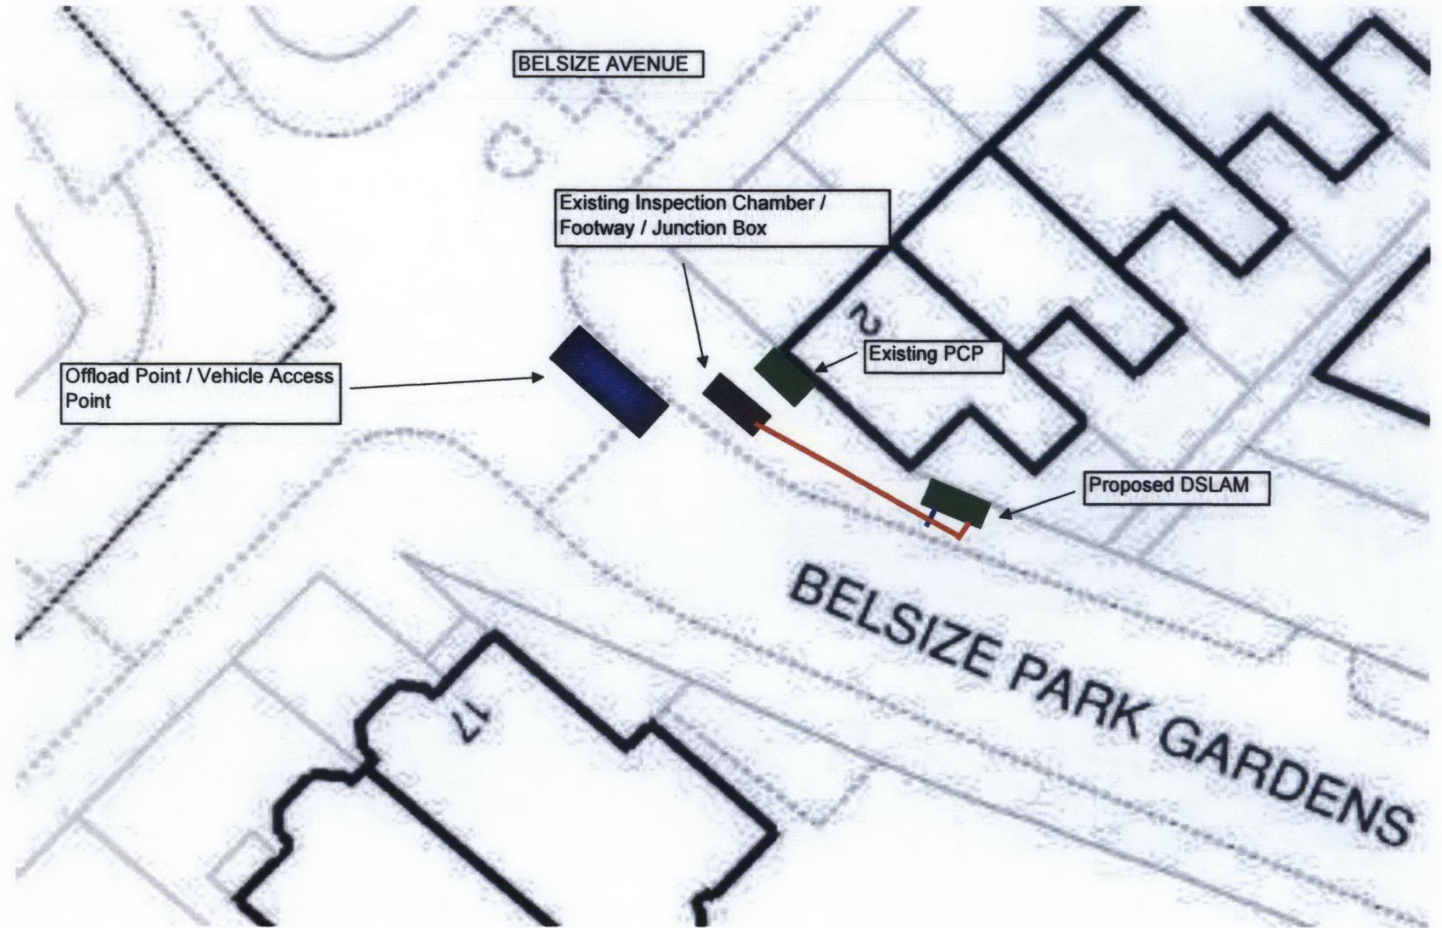 BELSIZE AVENUE
Existing Inspection Chamber /
Footway / Junction Box
2
Existing PCP
Offload Point / Vehicle Access
Point
Proposed DSLAM
BELSIZE PARK GARDENS
17